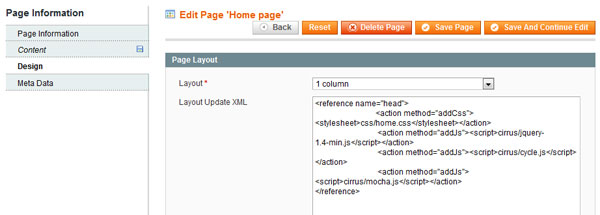 Page Information
Page Information
Content
Design
Meta Data
Edit Page 'Home page'
Back
Reset
Delete Page
Save Page
Save And Continue Edit
Page Layout
Layout *
1 column
Layout Update XML
<reference name="head">
<action method="addCss">
<stylesheet>css/home.css</stylesheet></action>
<action method="addJs"><script>cirrus/jquery-
1.4-min.js</script></action>
<action method="addJs"><script>cirrus/cycle.js</script>
</action>
<action method="addJs">
<script>cirrus/mocha.js</script></action>
</reference>